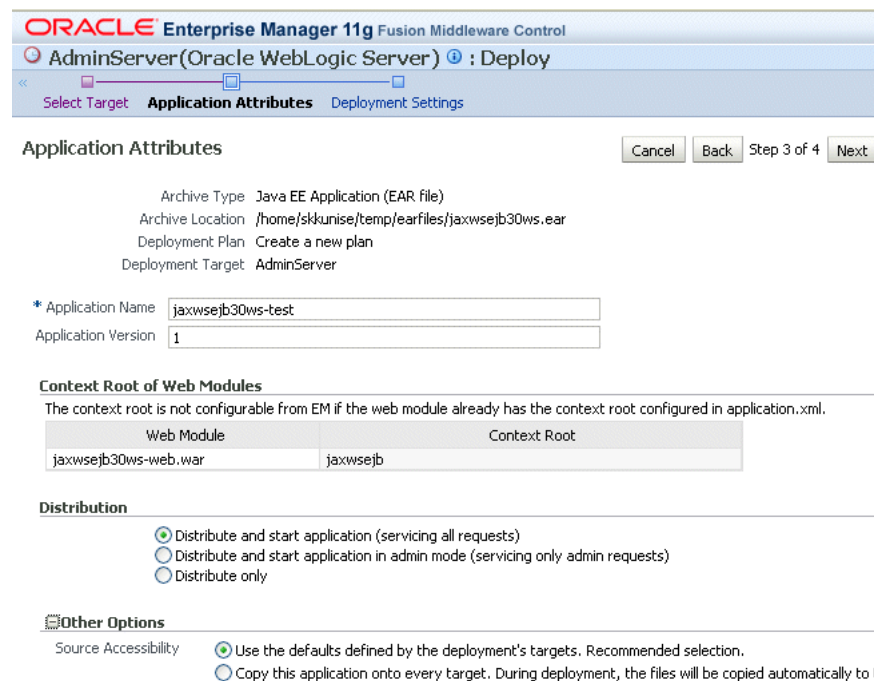 ORACLE Enterprise Manager 11g Fusion Middleware Control
AdminServer(Oracle WebLogic Server) : Deploy
Select Target Application Attributes Deployment Settings
Application Attributes
Cancel Back Step 3 of 4 Next
Archive Type Java EE Application (EAR file)
Archive Location /home/skkunise/temp/earfiles/jaxwsejb30ws.ear
Deployment Plan Create a new plan
Deployment Target AdminServer
* Application Name jaxwsejb30ws-test
Application Version 1
Context Root of Web Modules
The context root is not configurable from EM if the web module already has the context root configured in application.xml.
Web Module Context Root
jaxwsejb30ws-web.war jaxwsejb
Distribution
Distribute and start application (servicing all requests)
Distribute and start application in admin mode (servicing only admin requests)
Distribute only
Other Options
Source Accessibility Use the defaults defined by the deployment's targets. Recommended selection.
Copy this application onto every target. During deployment, the files will be copied automatically to